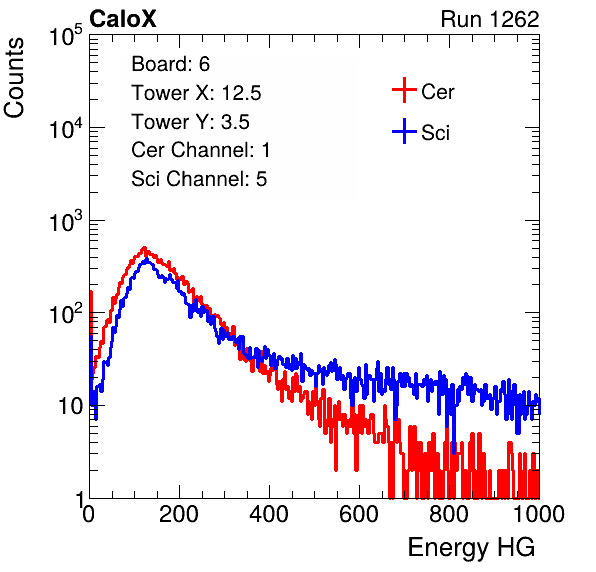 CaloX Run 1262
Counts
Board: 6
Tower X: 12.5
Tower Y: 3.5
Cer Channel: 1
Sci Channel: 5
Cer
Sci
10^5
10^4
10^3
10^2
10
1
0 200 400 600 800 1000
Energy HG